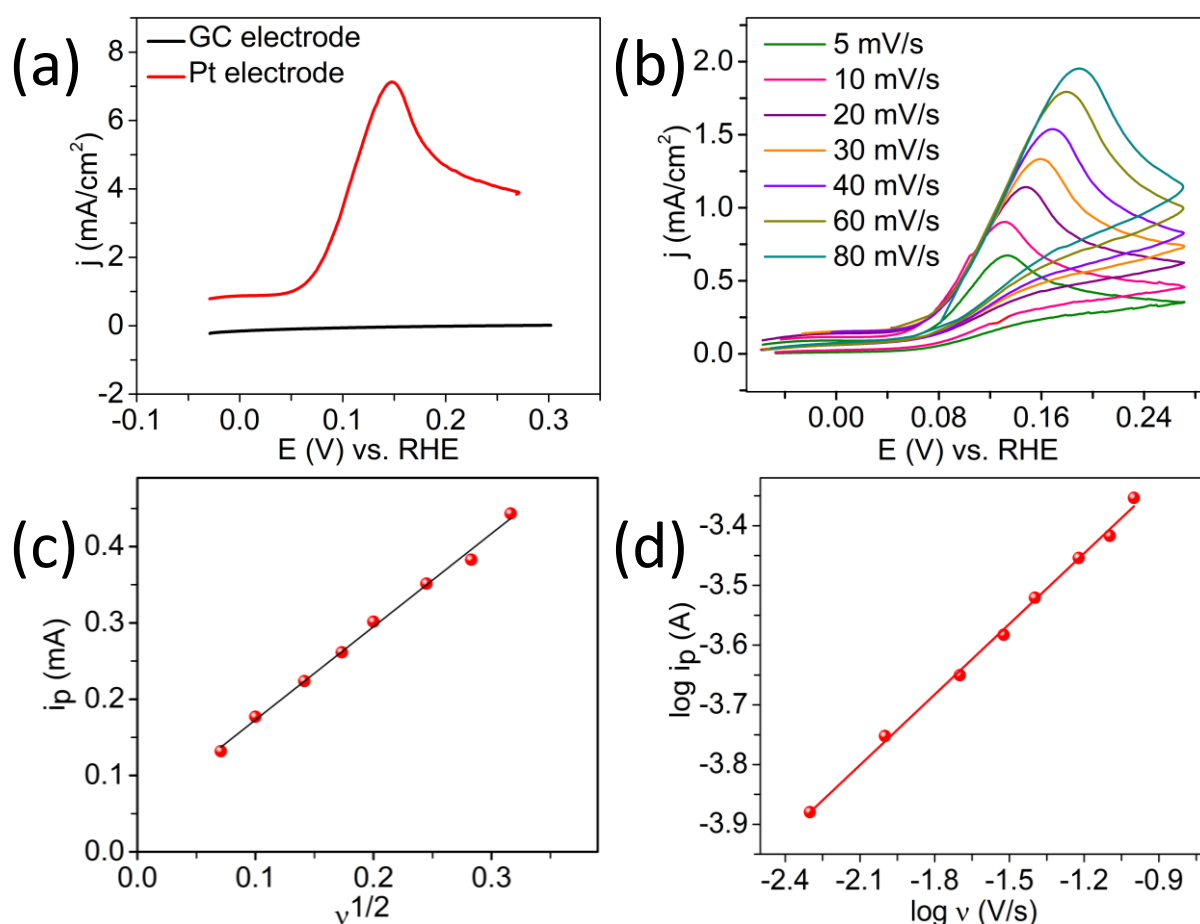 (a)
GC electrode
Pt electrode
8
6
4
2
0
-2
j (mA/cm²)
-0.1 0.0 0.1 0.2 0.3
E (V) vs. RHE
(b)
5 mV/s
10 mV/s
20 mV/s
30 mV/s
40 mV/s
60 mV/s
80 mV/s
2.0
1.5
1.0
0.5
0.0
j (mA/cm²)
0.00 0.08 0.16 0.24
E (V) vs. RHE
(c)
0.4
0.3
0.2
0.1
0.0
iₚ (mA)
0.0 0.1 0.2 0.3
ν1/2
(d)
-3.4
-3.5
-3.6
-3.7
-3.8
-3.9
log iₚ (A)
-2.4 -2.1 -1.8 -1.5 -1.2 -0.9
log ν (V/s)